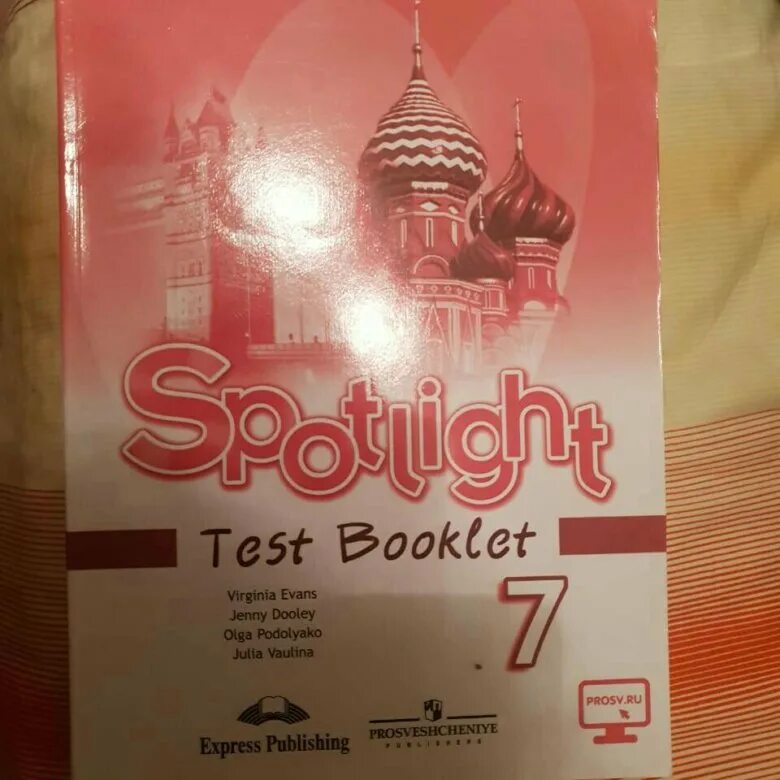 Spotlight
Test Booklet
7
Virginia Evans
Jenny Dooley
Olga Podolyako
Julia Vaulina
PROSV.RU
Express Publishing
PROSVESHCHENIYE
PUBLISHERS